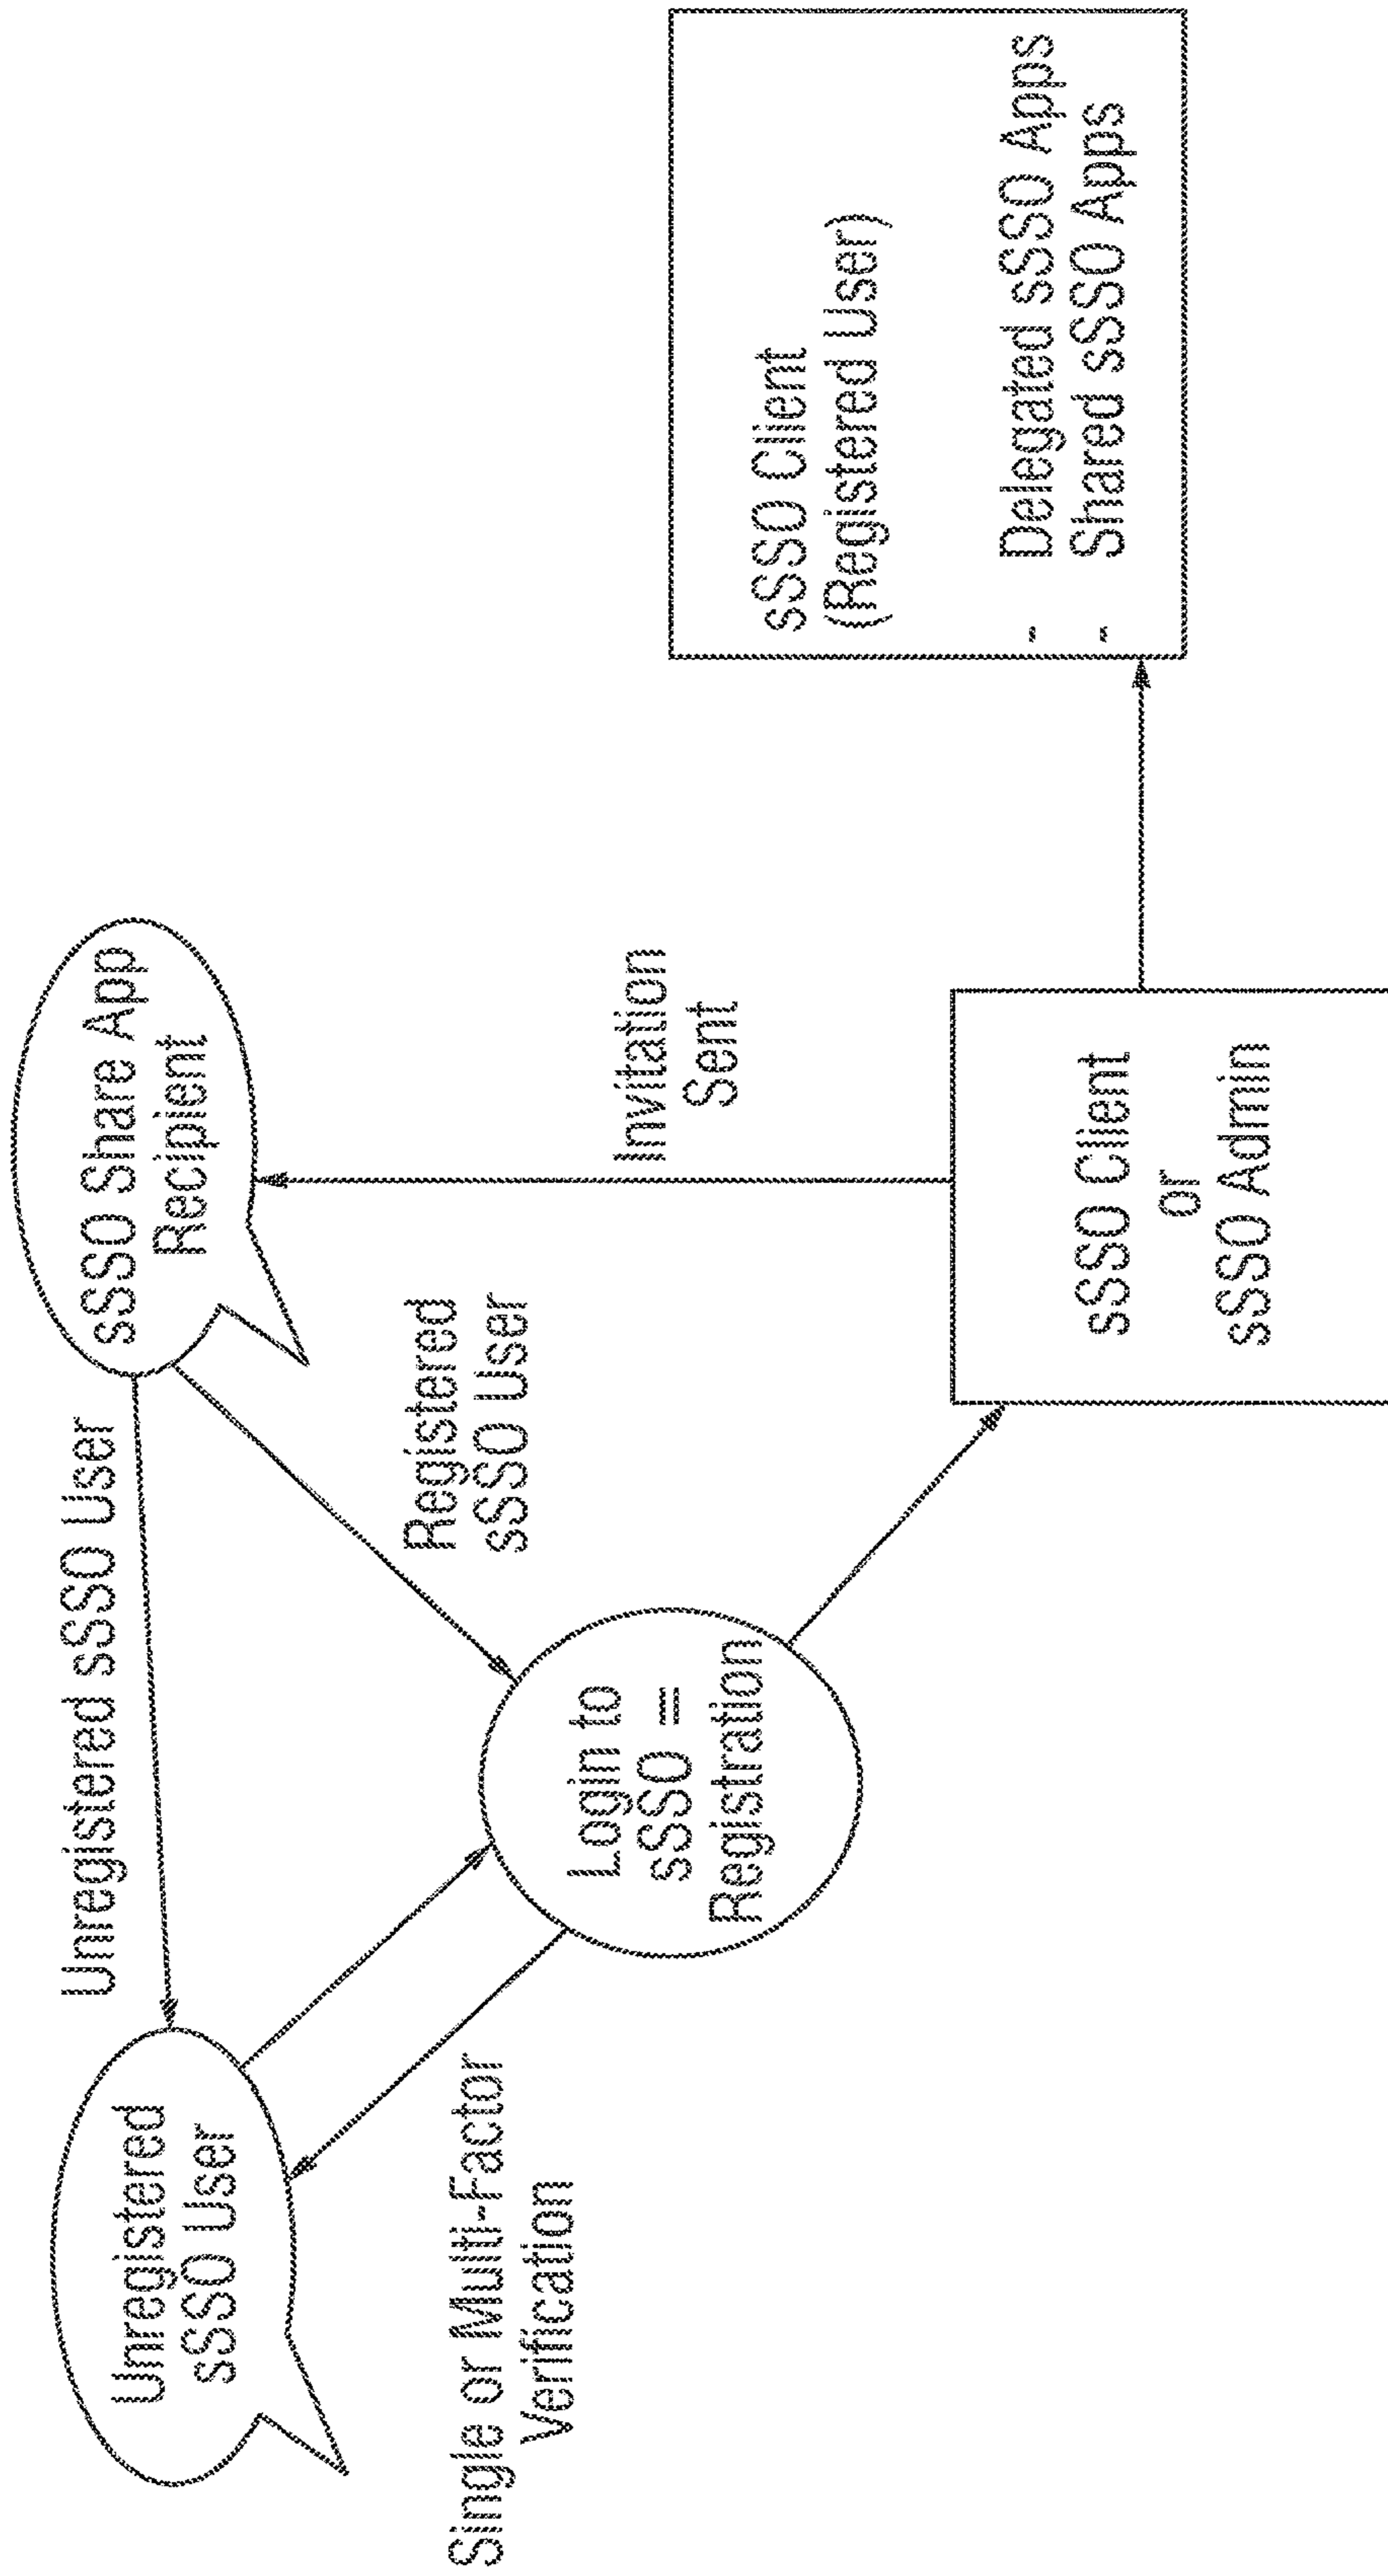 Unregistered sSSO User
sSSO Share App
Recipient
Unregistered
sSSO User
Registered
sSSO User
Single or Multi-Factor
Verification
Login to
sSSO =
Registration
Invitation
Sent
sSSO Client
(Registered User)
- Delegated sSSO Apps
- Shared sSSO Apps
sSSO Client
or
sSSO Admin